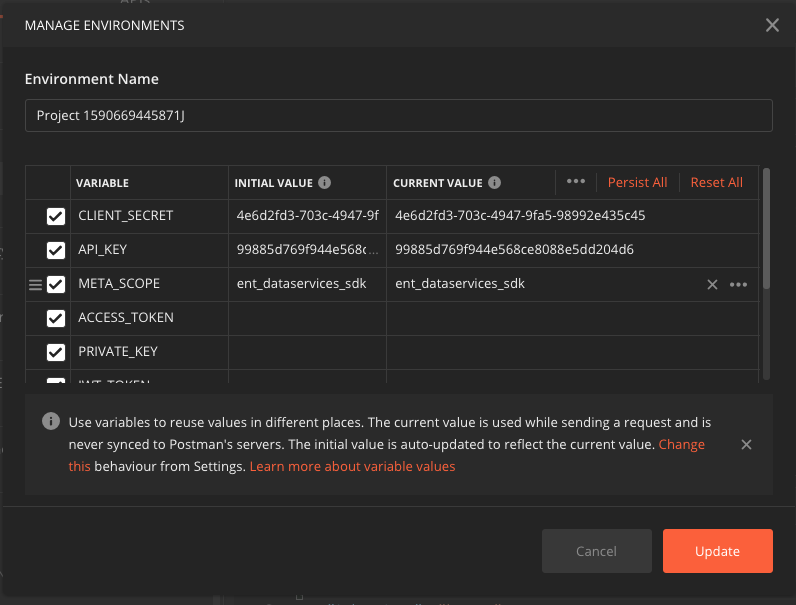 MANAGE ENVIRONMENTS
Environment Name
Project 1590669445871J
VARIABLE INITIAL VALUE CURRENT VALUE Persist All Reset All
CLIENT_SECRET 4e6d2fd3-703c-4947-9f 4e6d2fd3-703c-4947-9fa5-98992e435c45
API_KEY 99885d769f944e568c... 99885d769f944e568ce8088e5dd204d6
META_SCOPE ent_dataservices_sdk ent_dataservices_sdk
ACCESS_TOKEN
PRIVATE_KEY
JWT_TOKEN
Use variables to reuse values in different places. The current value is used while sending a request and is
never synced to Postman's servers. The initial value is auto-updated to reflect the current value. Change
this behaviour from Settings. Learn more about variable values
Cancel Update